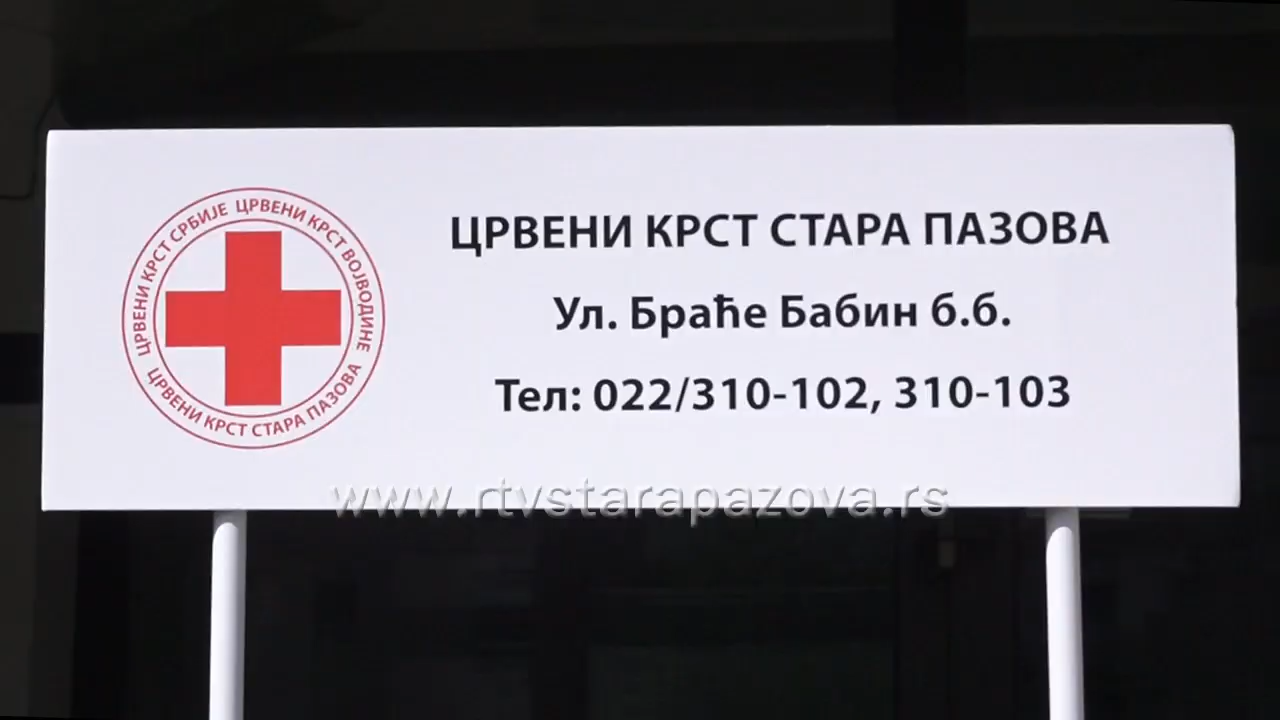 ЦРВЕНИ КРСТ СРБИЈЕ ЦРВЕНИ КРСТ ВОЈВОДИНЕ
ЦРВЕНИ КРСТ СТАРА ПАЗОВА
ЦРВЕНИ КРСТ СТАРА ПАЗОВА
Ул. Браће Бабин б.б.
Тел: 022/310-102, 310-103
www.rtvstarapazova.rs